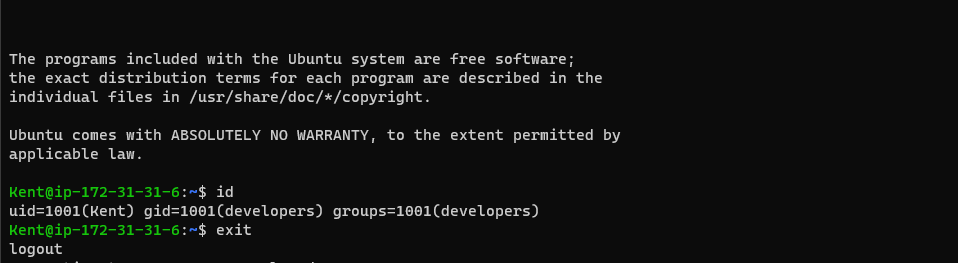 The programs included with the Ubuntu system are free software;
the exact distribution terms for each program are described in the
individual files in /usr/share/doc/*/copyright.
Ubuntu comes with ABSOLUTELY NO WARRANTY, to the extent permitted by
applicable law.
Kent@ip-172-31-31-6:~$ id
uid=1001(Kent) gid=1001(developers) groups=1001(developers)
Kent@ip-172-31-31-6:~$ exit
logout